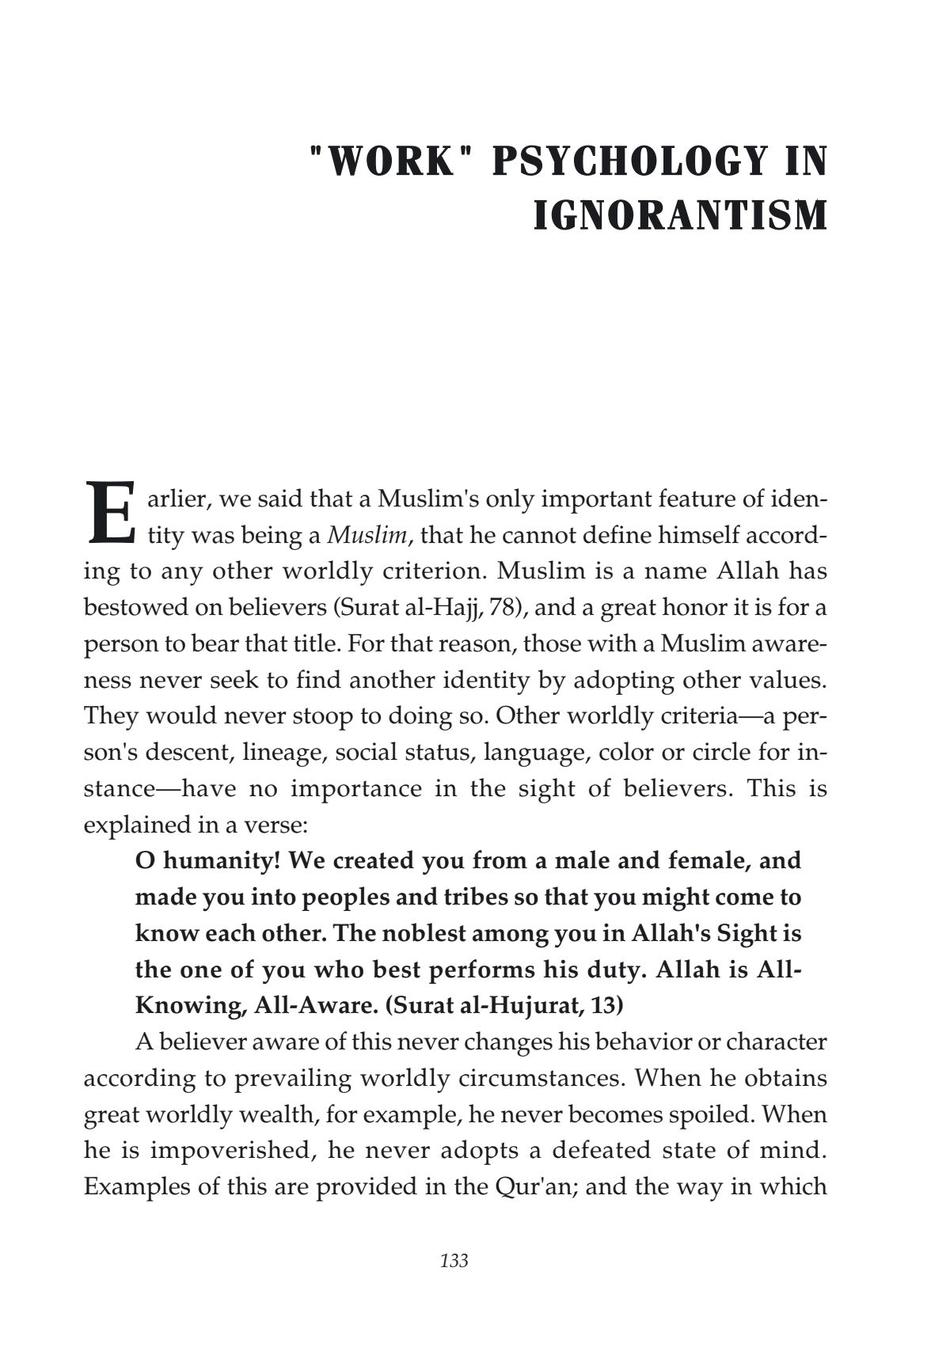 "WORK" PSYCHOLOGY IN
IGNORANTISM
Earlier, we said that a Muslim's only important feature of iden-
tity was being a Muslim, that he cannot define himself accord-
ing to any other worldly criterion. Muslim is a name Allah has
bestowed on believers (Surat al-Hajj, 78), and a great honor it is for a
person to bear that title. For that reason, those with a Muslim aware-
ness never seek to find another identity by adopting other values.
They would never stoop to doing so. Other worldly criteria—a per-
son's descent, lineage, social status, language, color or circle for in-
stance—have no importance in the sight of believers. This is
explained in a verse:
O humanity! We created you from a male and female, and
made you into peoples and tribes so that you might come to
know each other. The noblest among you in Allah's Sight is
the one of you who best performs his duty. Allah is All-
Knowing, All-Aware. (Surat al-Hujurat, 13)
A believer aware of this never changes his behavior or character
according to prevailing worldly circumstances. When he obtains
great worldly wealth, for example, he never becomes spoiled. When
he is impoverished, he never adopts a defeated state of mind.
Examples of this are provided in the Qur'an; and the way in which
133